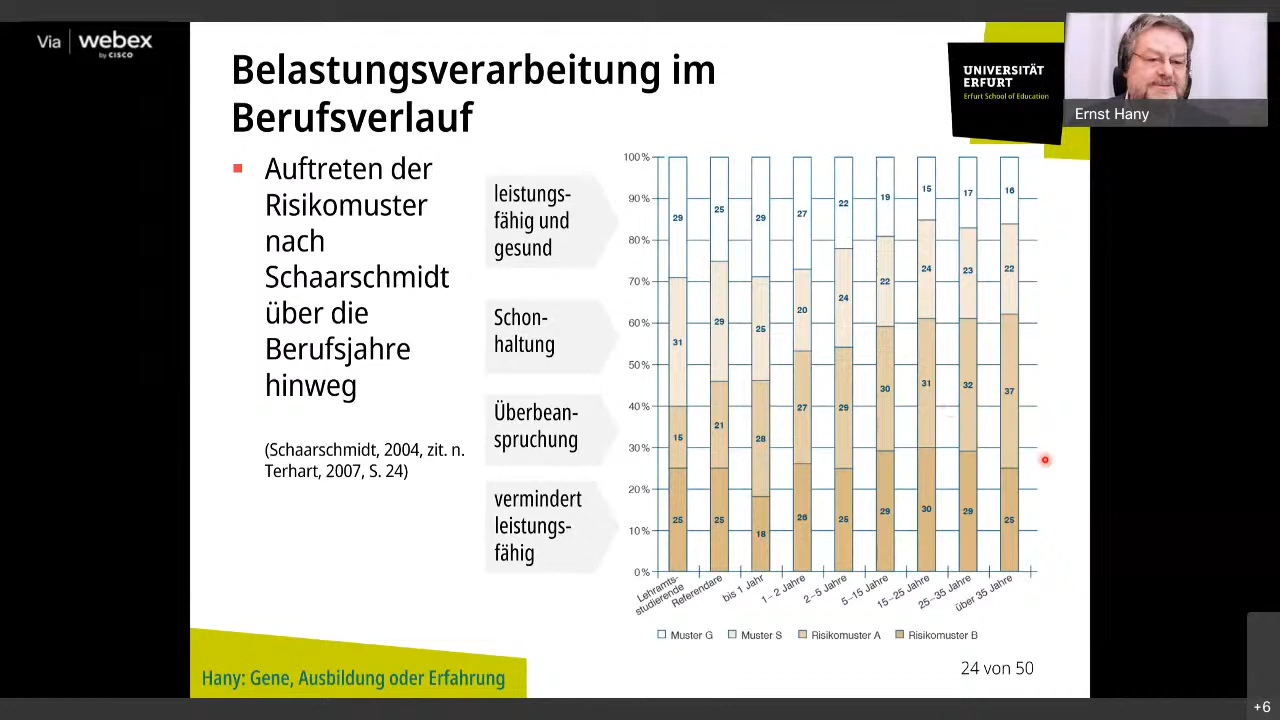 Via webex
by CISCO
Belastungsverarbeitung im
Berufsverlauf
UNIVERSITÄT
ERFURT
Erfurt School of Education
Ernst Hany
Auftreten der
Risikomuster
nach
Schaarschmidt
über die
Berufsjahre
hinweg
(Schaarschmidt, 2004, zit. n.
Terhart, 2007, S. 24)
leistungs-
fähig und
gesund
Schon-
haltung
Überbean-
spruchung
vermindert
leistungs-
fähig
100%
90%
80%
70%
60%
50%
40%
30%
20%
10%
0%
29 25 29 27 22 19 15 17 16
31 29 25 20 24 22 24 23 22
15 21 28 27 29 30 31 32 37
25 25 18 26 25 29 30 29 25
Lehramts-
studierende
Referendare
bis 1 Jahr
1–2 Jahre
2–5 Jahre
5–15 Jahre
15–25 Jahre
25–35 Jahre
über 35 Jahre
Muster G Muster S Risikomuster A Risikomuster B
24 von 50
Hany: Gene, Ausbildung oder Erfahrung
+6